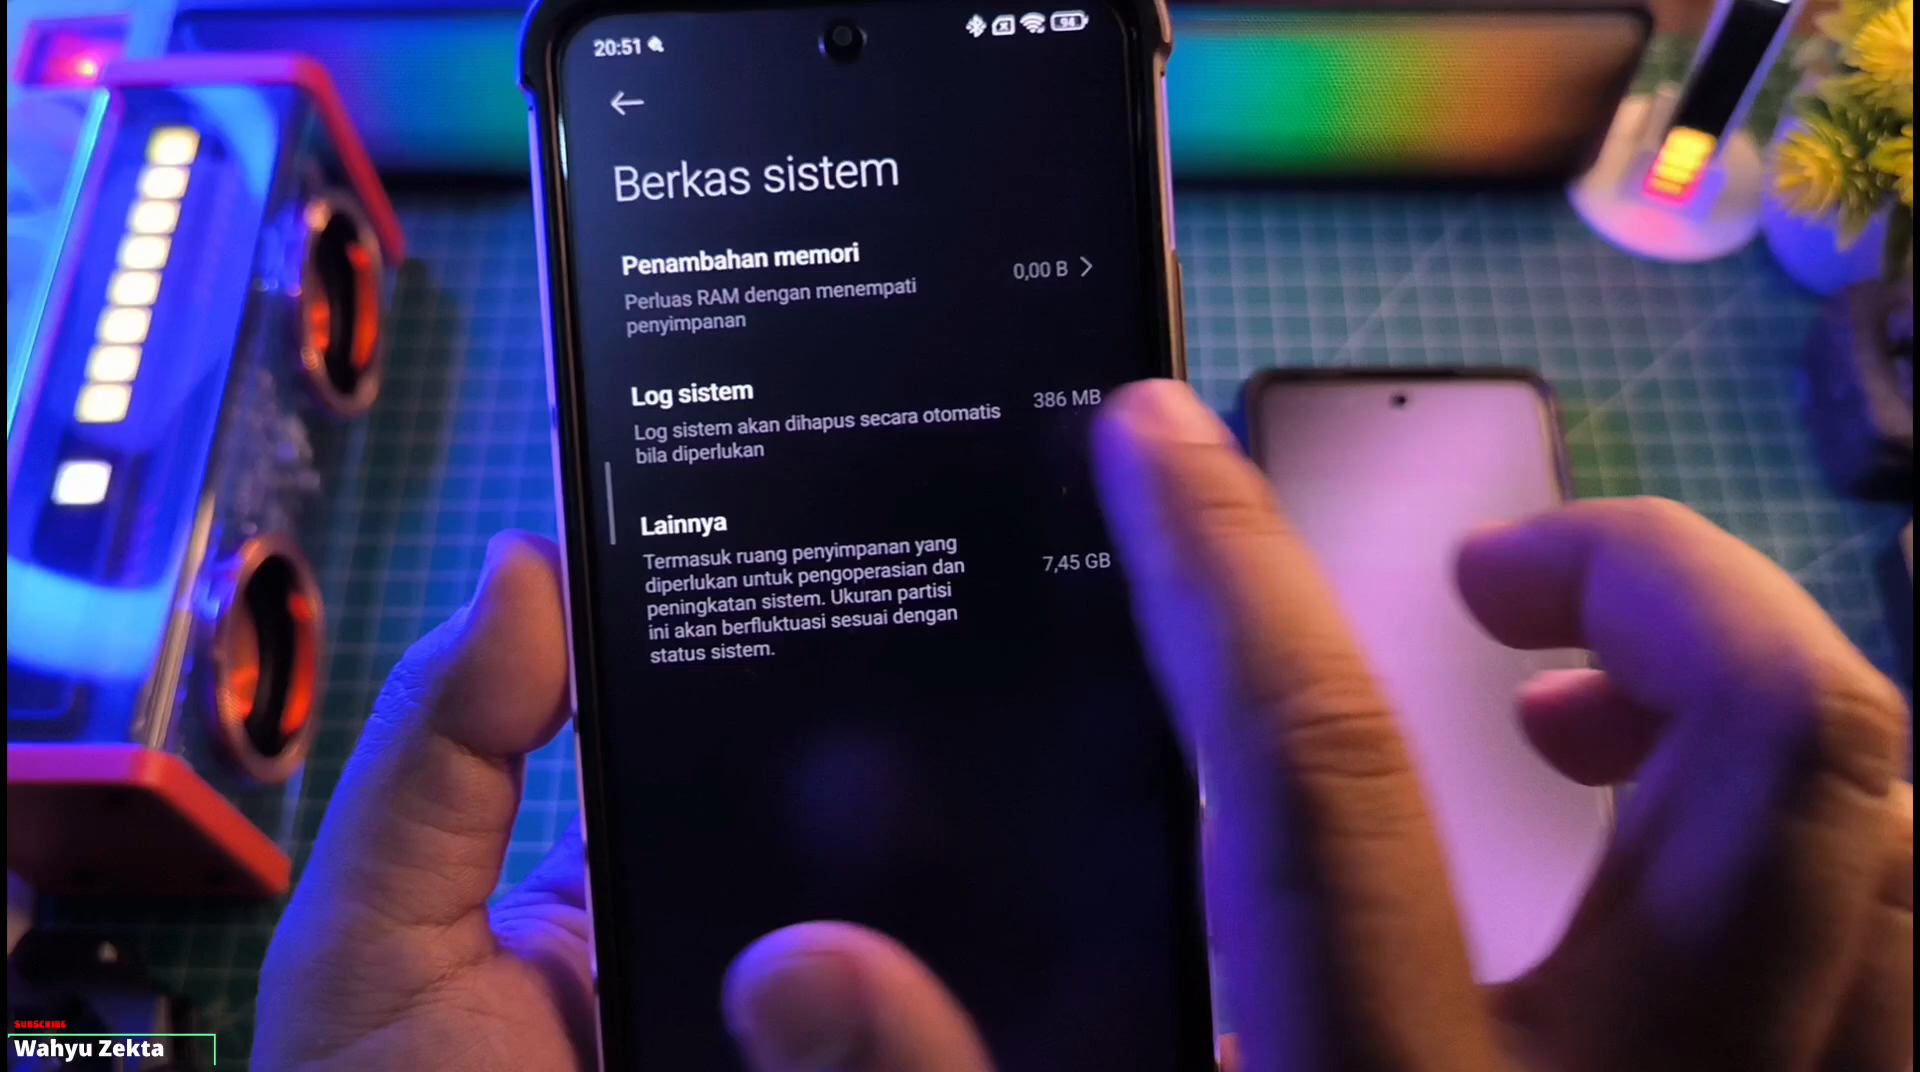 20:51
94
Berkas sistem
Penambahan memori
Perluas RAM dengan menempati
penyimpanan
0,00 B
Log sistem
Log sistem akan dihapus secara otomatis
bila diperlukan
386 MB
Lainnya
Termasuk ruang penyimpanan yang
diperlukan untuk pengoperasian dan
peningkatan sistem. Ukuran partisi
ini akan berfluktuasi sesuai dengan
status sistem.
7,45 GB
SUBSCRIBE
Wahyu Zekta